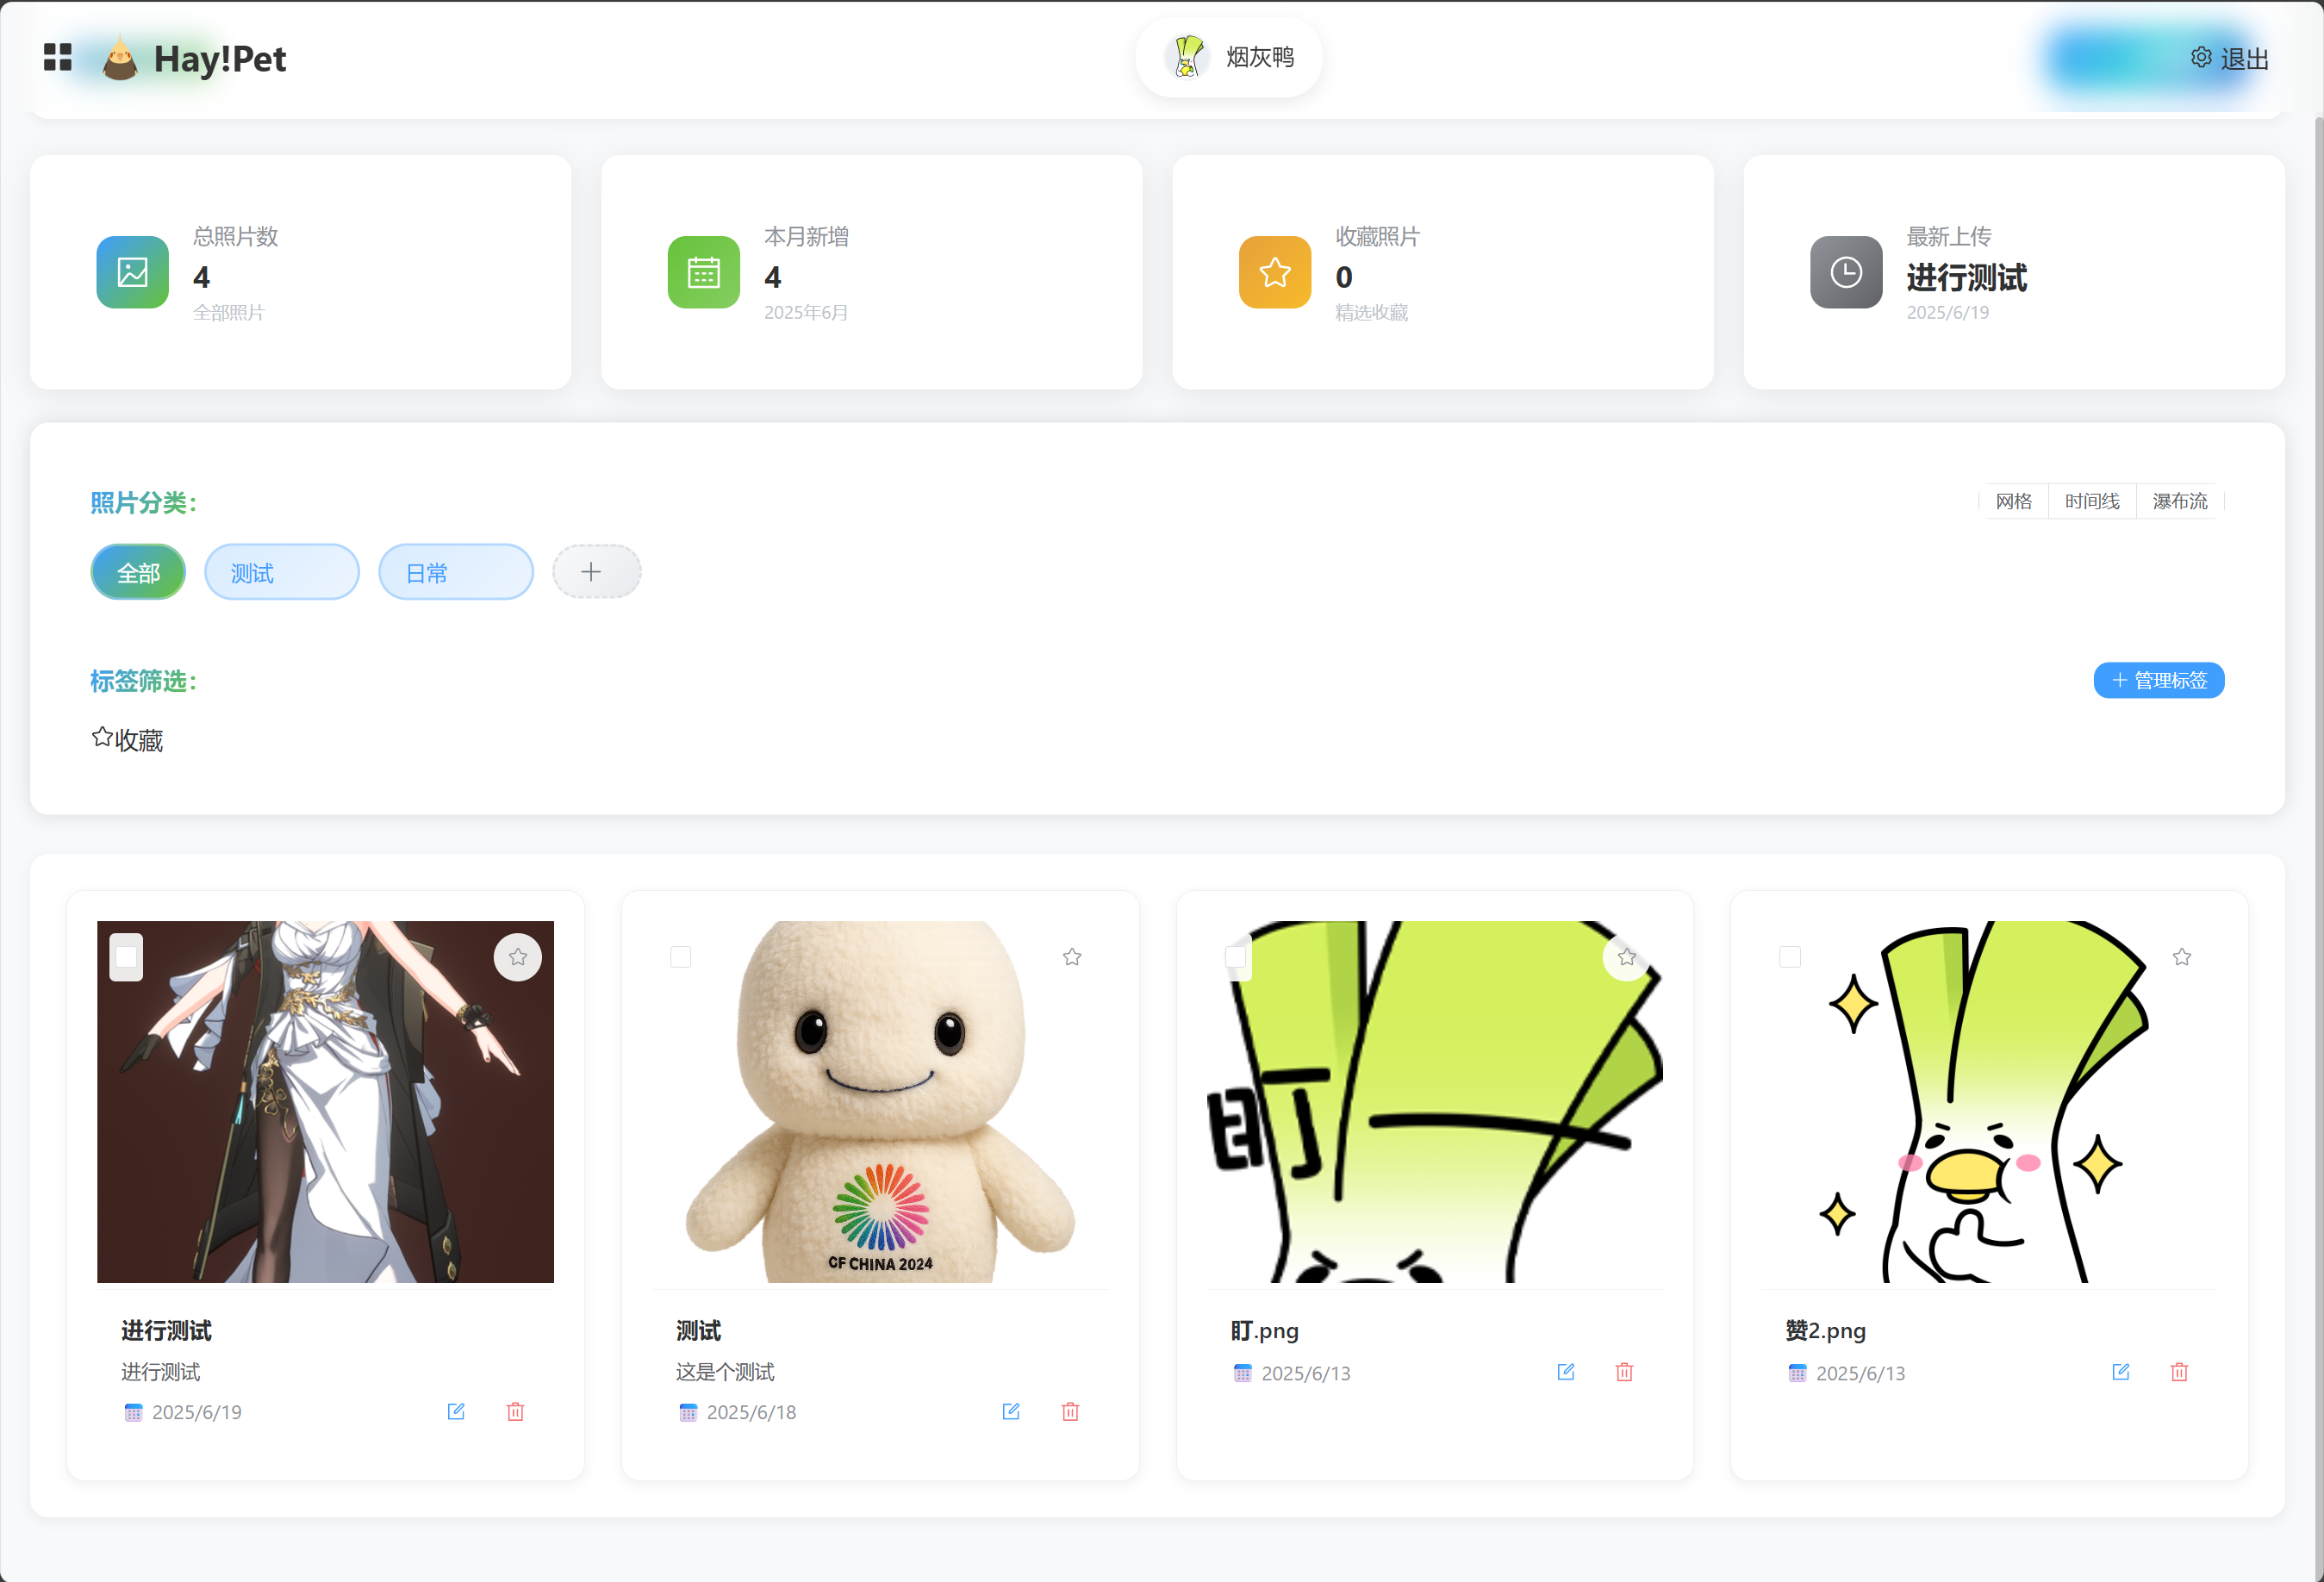 Hay!Pet
烟灰鸭
退出
总照片数
4
全部照片
本月新增
4
2025年6月
收藏照片
0
精选收藏
最新上传
进行测试
2025/6/19
照片分类：
网格
时间线
瀑布流
全部
测试
日常
标签筛选：
管理标签
收藏
盯
CF CHINA 2024
进行测试
进行测试
2025/6/19
测试
这是个测试
2025/6/18
盯.png
2025/6/13
赞2.png
2025/6/13